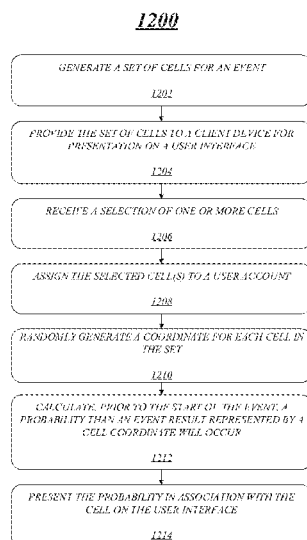 1200
GENERATE A SET OF CELLS FOR AN EVENT
1202
PROVIDE THE SET OF CELLS TO A CLIENT DEVICE FOR
PRESENTATION ON A USER INTERFACE
1204
RECEIVE A SELECTION OF ONE OR MORE CELLS
1206
ASSIGN THE SELECTED CELL(S) TO A USER ACCOUNT
1208
RANDOMLY GENERATE A COORDINATE FOR EACH CELL IN
THE SET
1210
CALCULATE, PRIOR TO THE START OF THE EVENT, A
PROBABILITY THAN AN EVENT RESULT REPRESENTED BY A
CELL COORDINATE WILL OCCUR
1212
PRESENT THE PROBABILITY IN ASSOCIATION WITH THE
CELL ON THE USER INTERFACE
1214